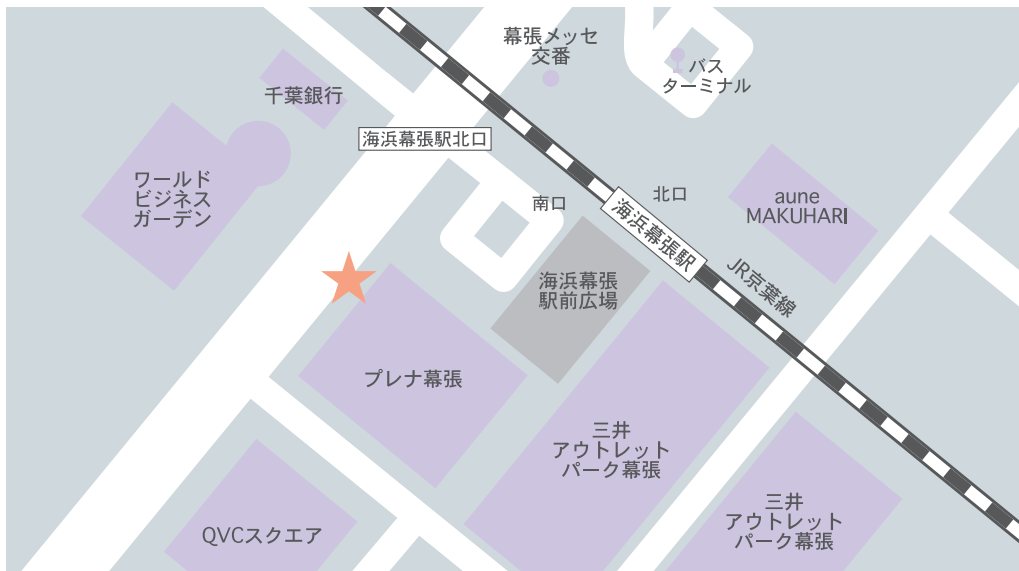 幕張メッセ
交番
バス
ターミナル
千葉銀行
海浜幕張駅北口
ワールド
ビジネス
ガーデン
南口
北口
aune
MAKUHARI
海浜幕張駅
JR京葉線
海浜幕張
駅前広場
プレナ幕張
三井
アウトレット
パーク幕張
QVCスクエア
三井
アウトレット
パーク幕張